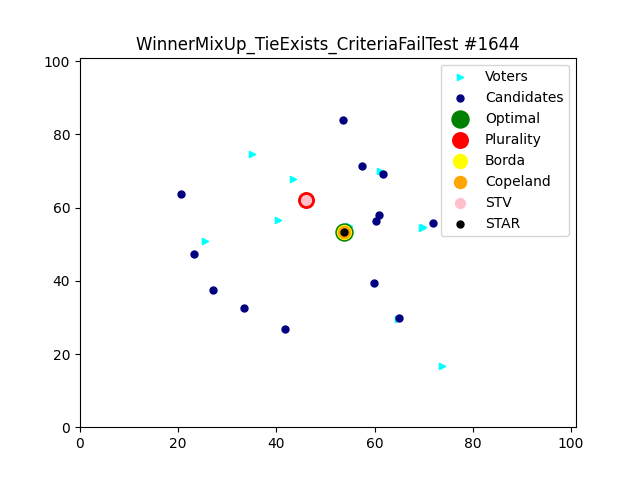 WinnerMixUp_TieExists_CriteriaFailTest #1644
100
80
60
40
20
0
0 20 40 60 80 100
Voters
Candidates
Optimal
Plurality
Borda
Copeland
STV
STAR